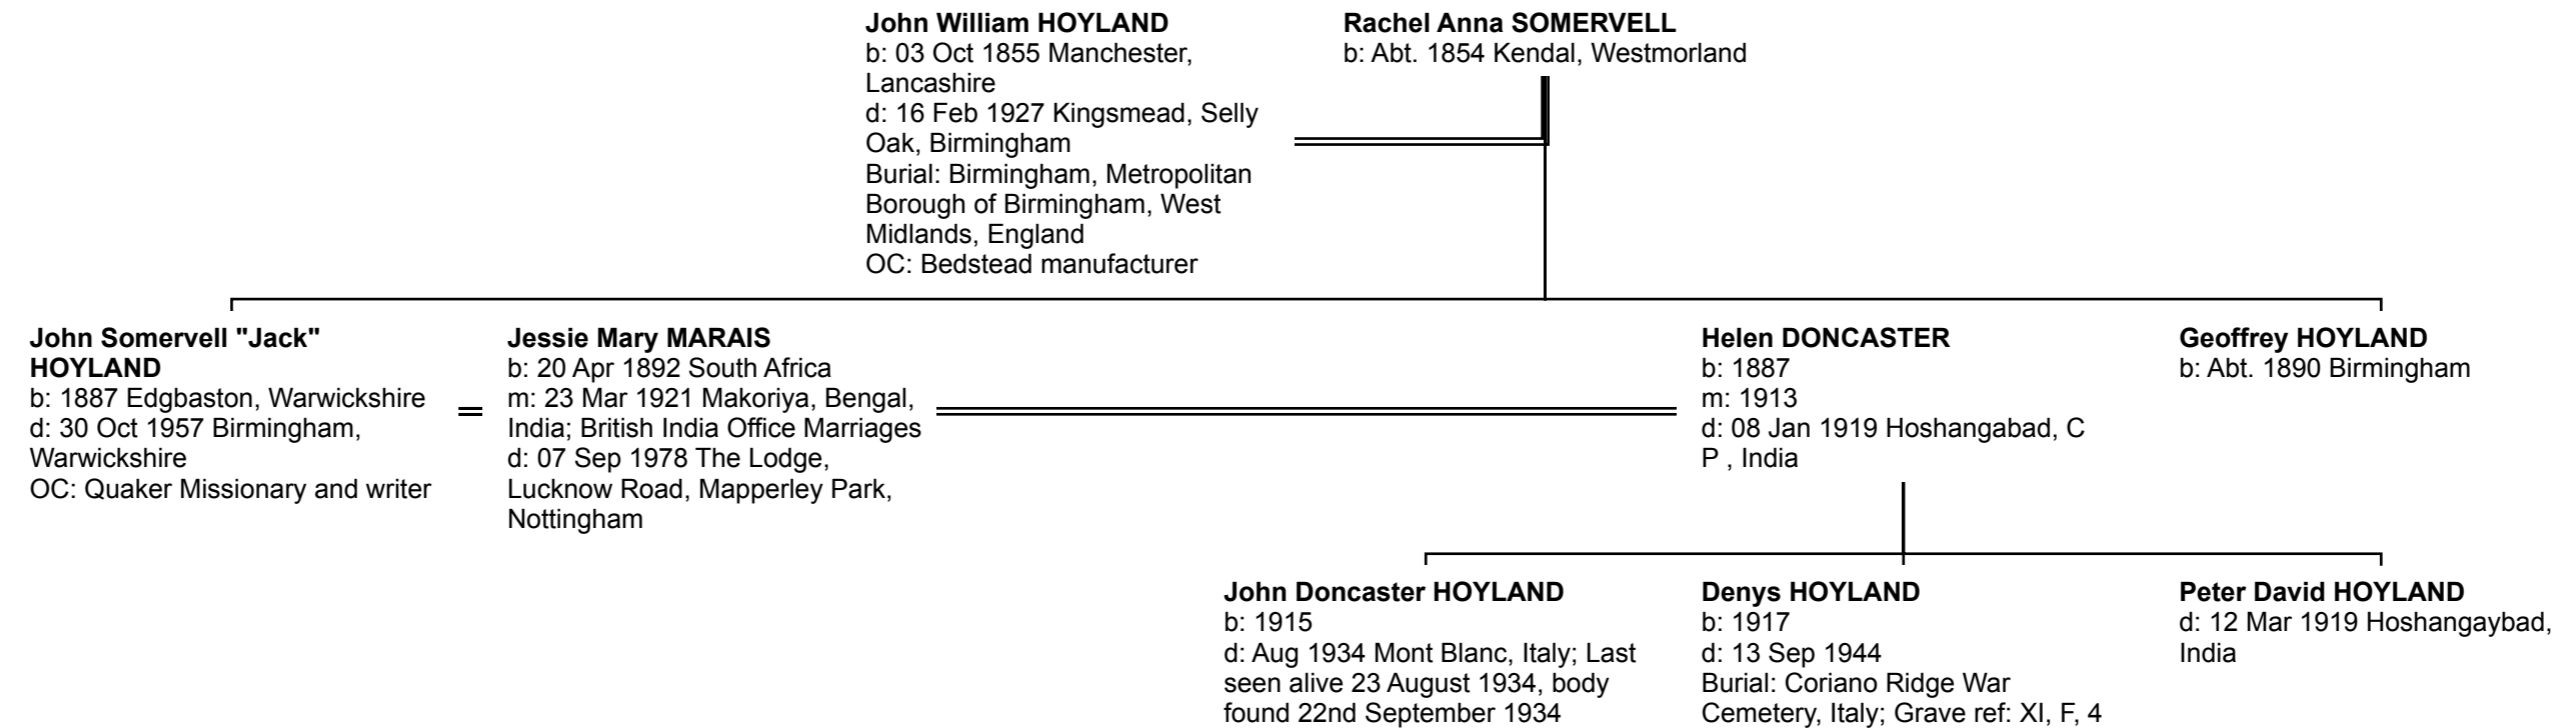 John William HOYLAND
b: 03 Oct 1855 Manchester,
Lancashire
d: 16 Feb 1927 Kingsmead, Selly
Oak, Birmingham
Burial: Birmingham, Metropolitan
Borough of Birmingham, West
Midlands, England
OC: Bedstead manufacturer
Rachel Anna SOMERVELL
b: Abt. 1854 Kendal, Westmorland
John Somervell "Jack"
HOYLAND
b: 1887 Edgbaston, Warwickshire
d: 30 Oct 1957 Birmingham,
Warwickshire
OC: Quaker Missionary and writer
Jessie Mary MARAIS
b: 20 Apr 1892 South Africa
m: 23 Mar 1921 Makoriya, Bengal,
India; British India Office Marriages
d: 07 Sep 1978 The Lodge,
Lucknow Road, Mapperley Park,
Nottingham
Helen DONCASTER
b: 1887
m: 1913
d: 08 Jan 1919 Hoshangabad, C
P , India
Geoffrey HOYLAND
b: Abt. 1890 Birmingham
John Doncaster HOYLAND
b: 1915
d: Aug 1934 Mont Blanc, Italy; Last
seen alive 23 August 1934, body
found 22nd September 1934
Denys HOYLAND
b: 1917
d: 13 Sep 1944
Burial: Coriano Ridge War
Cemetery, Italy; Grave ref: XI, F, 4
Peter David HOYLAND
d: 12 Mar 1919 Hoshangaybad,
India